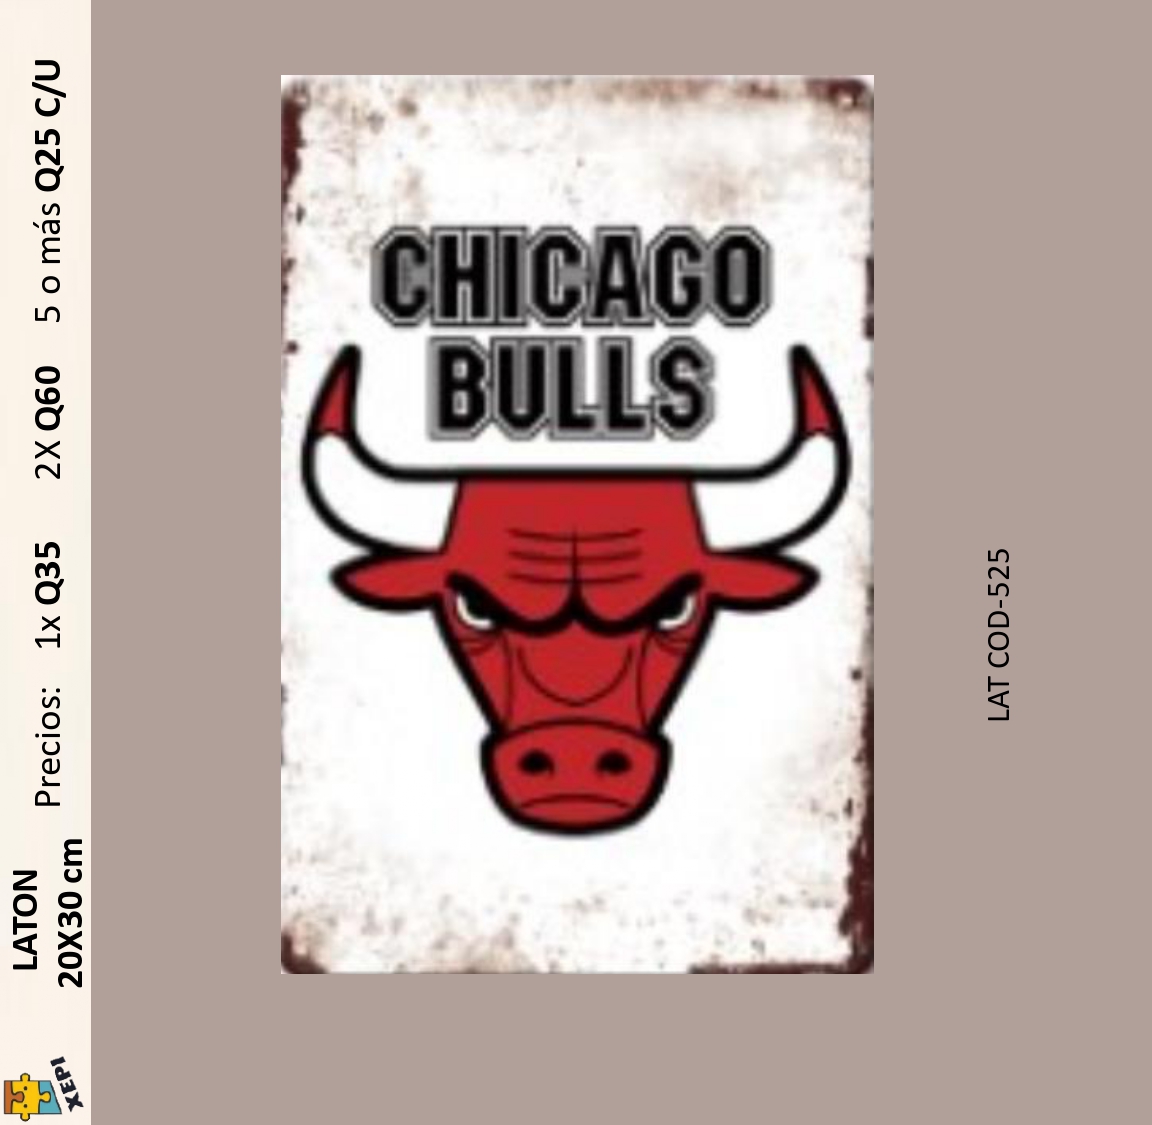 LATON
20X30 cm
Precios: 1x Q35 2X Q60 5 o más Q25 C/U
XEPI
CHICAGO
BULLS
LAT COD-525